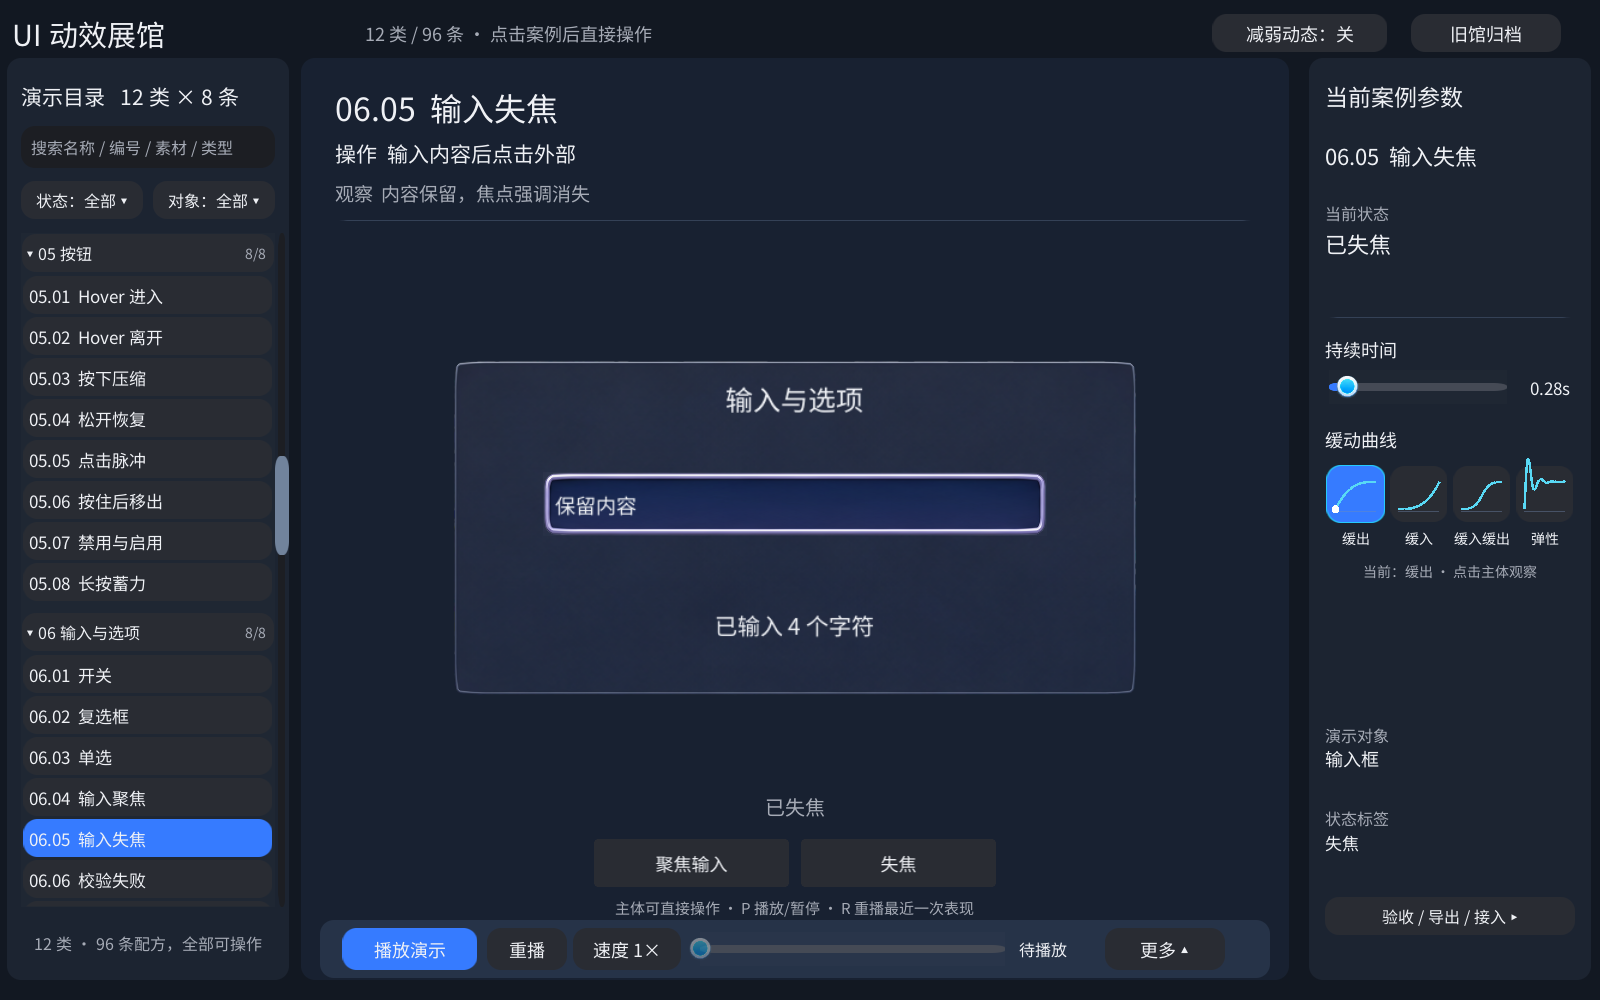 UI 动效展馆
12 类 / 96 条 · 点击案例后直接操作
减弱动态：关
旧馆归档
演示目录 12 类 × 8 条
搜索名称 / 编号 / 素材 / 类型
状态：全部 ▾
对象：全部 ▾
▾ 05 按钮 8/8
05.01 Hover 进入
05.02 Hover 离开
05.03 按下压缩
05.04 松开恢复
05.05 点击脉冲
05.06 按住后移出
05.07 禁用与启用
05.08 长按蓄力
▾ 06 输入与选项 8/8
06.01 开关
06.02 复选框
06.03 单选
06.04 输入聚焦
06.05 输入失焦
06.06 校验失败
12 类 · 96 条配方，全部可操作
06.05 输入失焦
操作 输入内容后点击外部
观察 内容保留，焦点强调消失
输入与选项
保留内容
已输入 4 个字符
已失焦
聚焦输入
失焦
主体可直接操作 · P 播放/暂停 · R 重播最近一次表现
播放演示
重播
速度 1×
待播放
更多 ▴
当前案例参数
06.05 输入失焦
当前状态
已失焦
持续时间
0.28s
缓动曲线
缓出 缓入 缓入缓出 弹性
当前：缓出 · 点击主体观察
演示对象
输入框
状态标签
失焦
验收 / 导出 / 接入 ▸